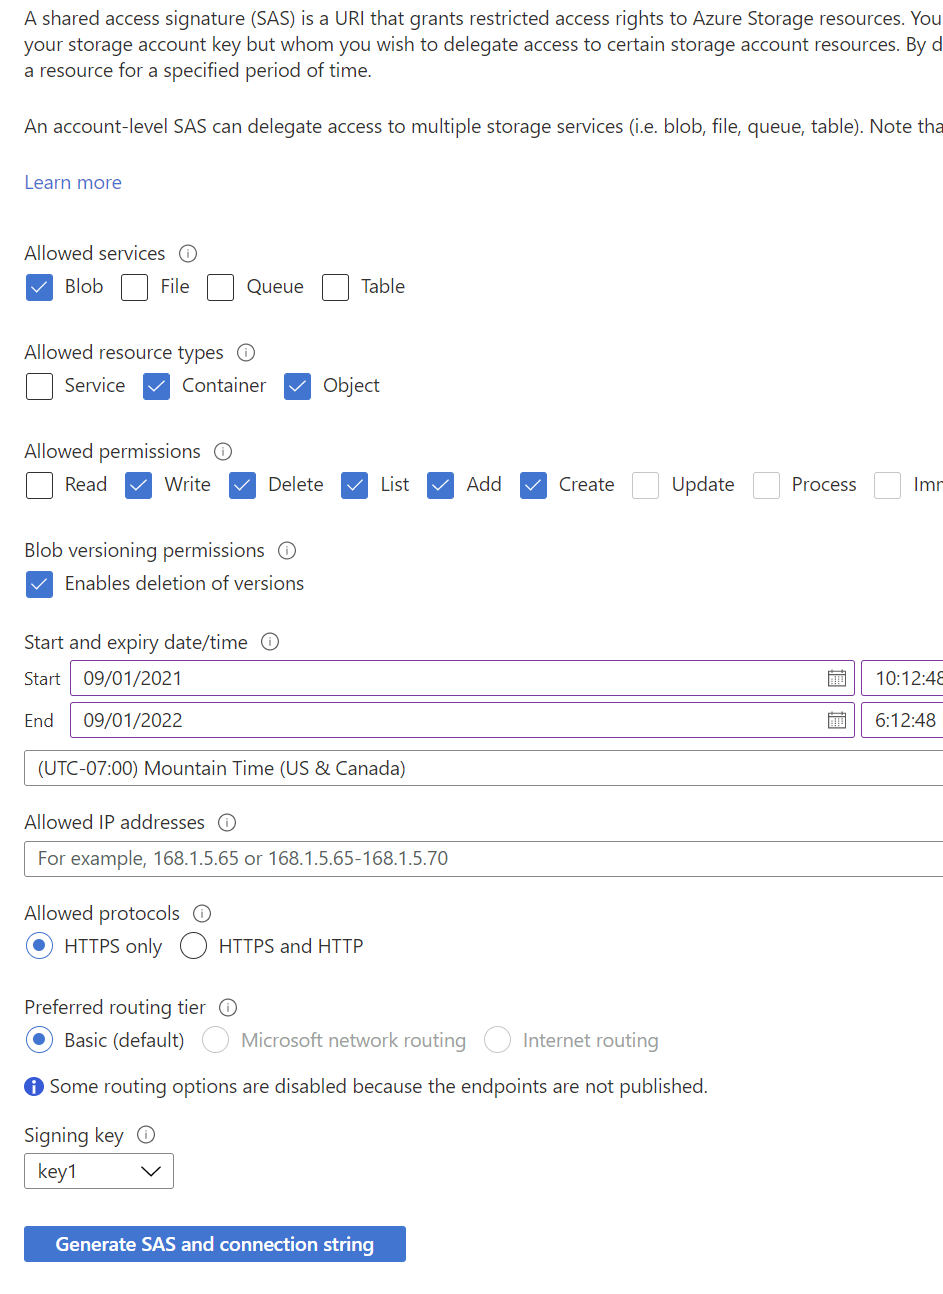 A shared access signature (SAS) is a URI that grants restricted access rights to Azure Storage resources. You
your storage account key but whom you wish to delegate access to certain storage account resources. By d
a resource for a specified period of time.
An account-level SAS can delegate access to multiple storage services (i.e. blob, file, queue, table). Note tha
Learn more
Allowed services
Blob File Queue Table
Allowed resource types
Service Container Object
Allowed permissions
Read Write Delete List Add Create Update Process Imm
Blob versioning permissions
Enables deletion of versions
Start and expiry date/time
Start 09/01/2021 10:12:48
End 09/01/2022 6:12:48
(UTC-07:00) Mountain Time (US & Canada)
Allowed IP addresses
For example, 168.1.5.65 or 168.1.5.65-168.1.5.70
Allowed protocols
HTTPS only HTTPS and HTTP
Preferred routing tier
Basic (default) Microsoft network routing Internet routing
Some routing options are disabled because the endpoints are not published.
Signing key
key1
Generate SAS and connection string